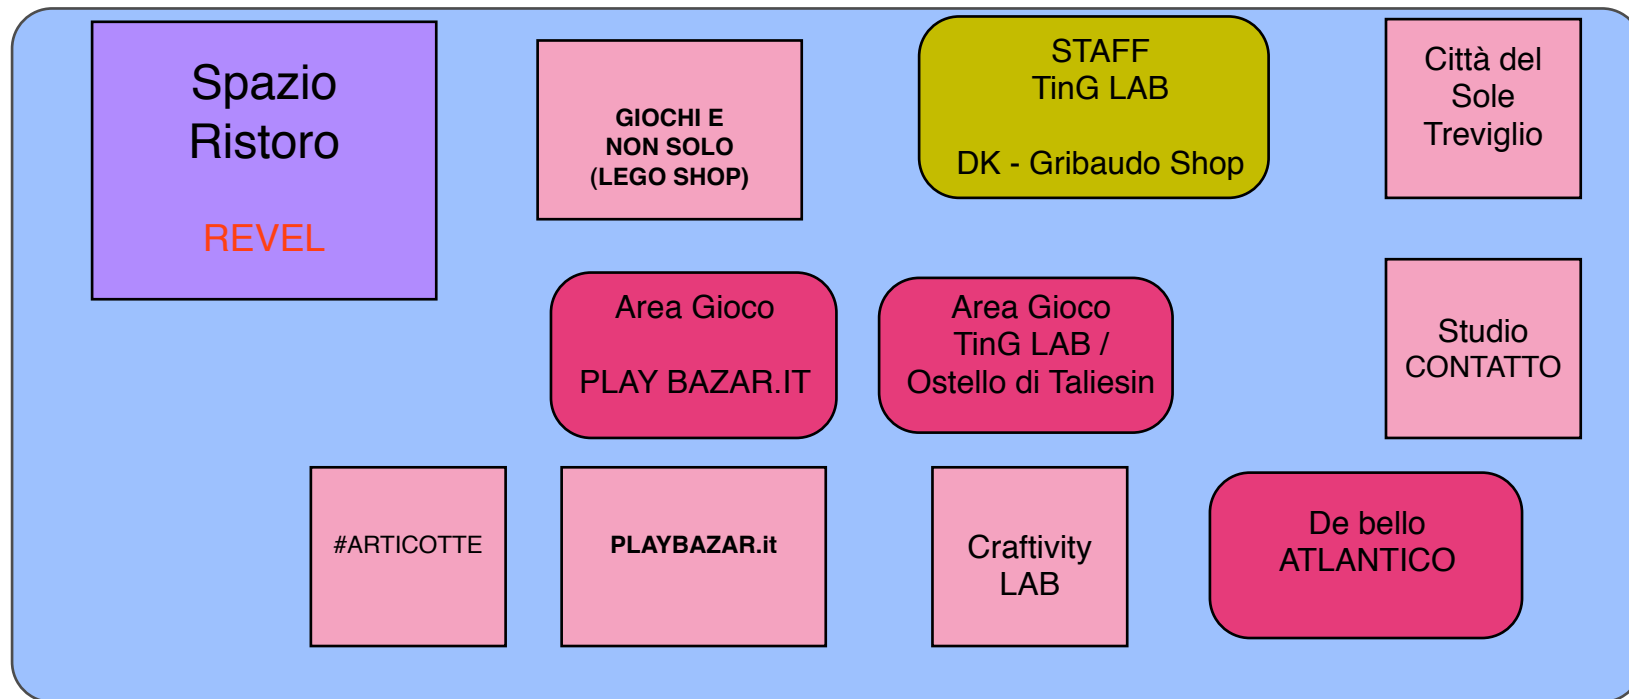 Spazio
Ristoro
REVEL
GIOCHI E
NON SOLO
(LEGO SHOP)
STAFF
TinG LAB
DK - Gribaudo Shop
Città del
Sole
Treviglio
Area Gioco
PLAY BAZAR.IT
Area Gioco
TinG LAB /
Ostello di Taliesin
Studio
CONTATTO
#ARTICOTTE
PLAYBAZAR.it
Craftivity
LAB
De bello
ATLANTICO